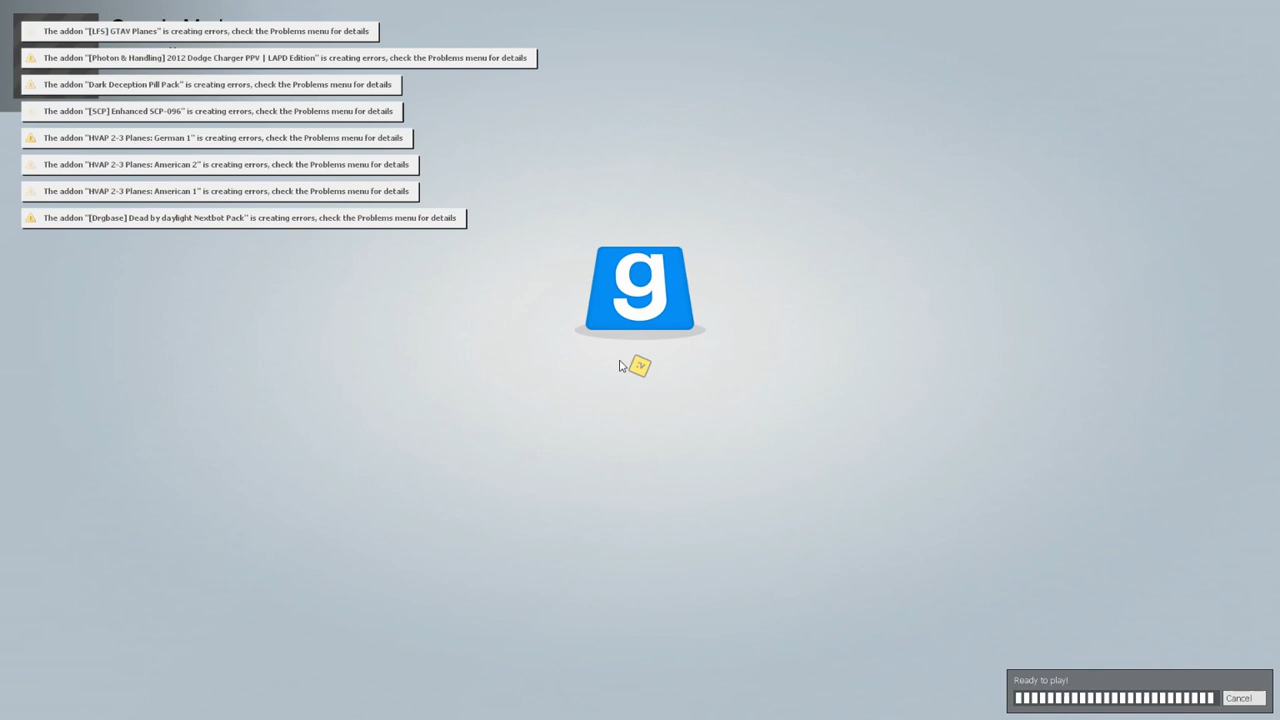 The addon "[LFS] GTAV Planes" is creating errors, check the Problems menu for details
The addon "[Photon & Handling] 2012 Dodge Charger PPV | LAPD Edition" is creating errors, check the Problems menu for details
The addon "Dark Deception Pill Pack" is creating errors, check the Problems menu for details
The addon "[SCP] Enhanced SCP-096" is creating errors, check the Problems menu for details
The addon "HVAP 2-3 Planes: German 1" is creating errors, check the Problems menu for details
The addon "HVAP 2-3 Planes: American 2" is creating errors, check the Problems menu for details
The addon "HVAP 2-3 Planes: American 1" is creating errors, check the Problems menu for details
The addon "[Drgbase] Dead by daylight Nextbot Pack" is creating errors, check the Problems menu for details
g
:v
Ready to play!
Cancel